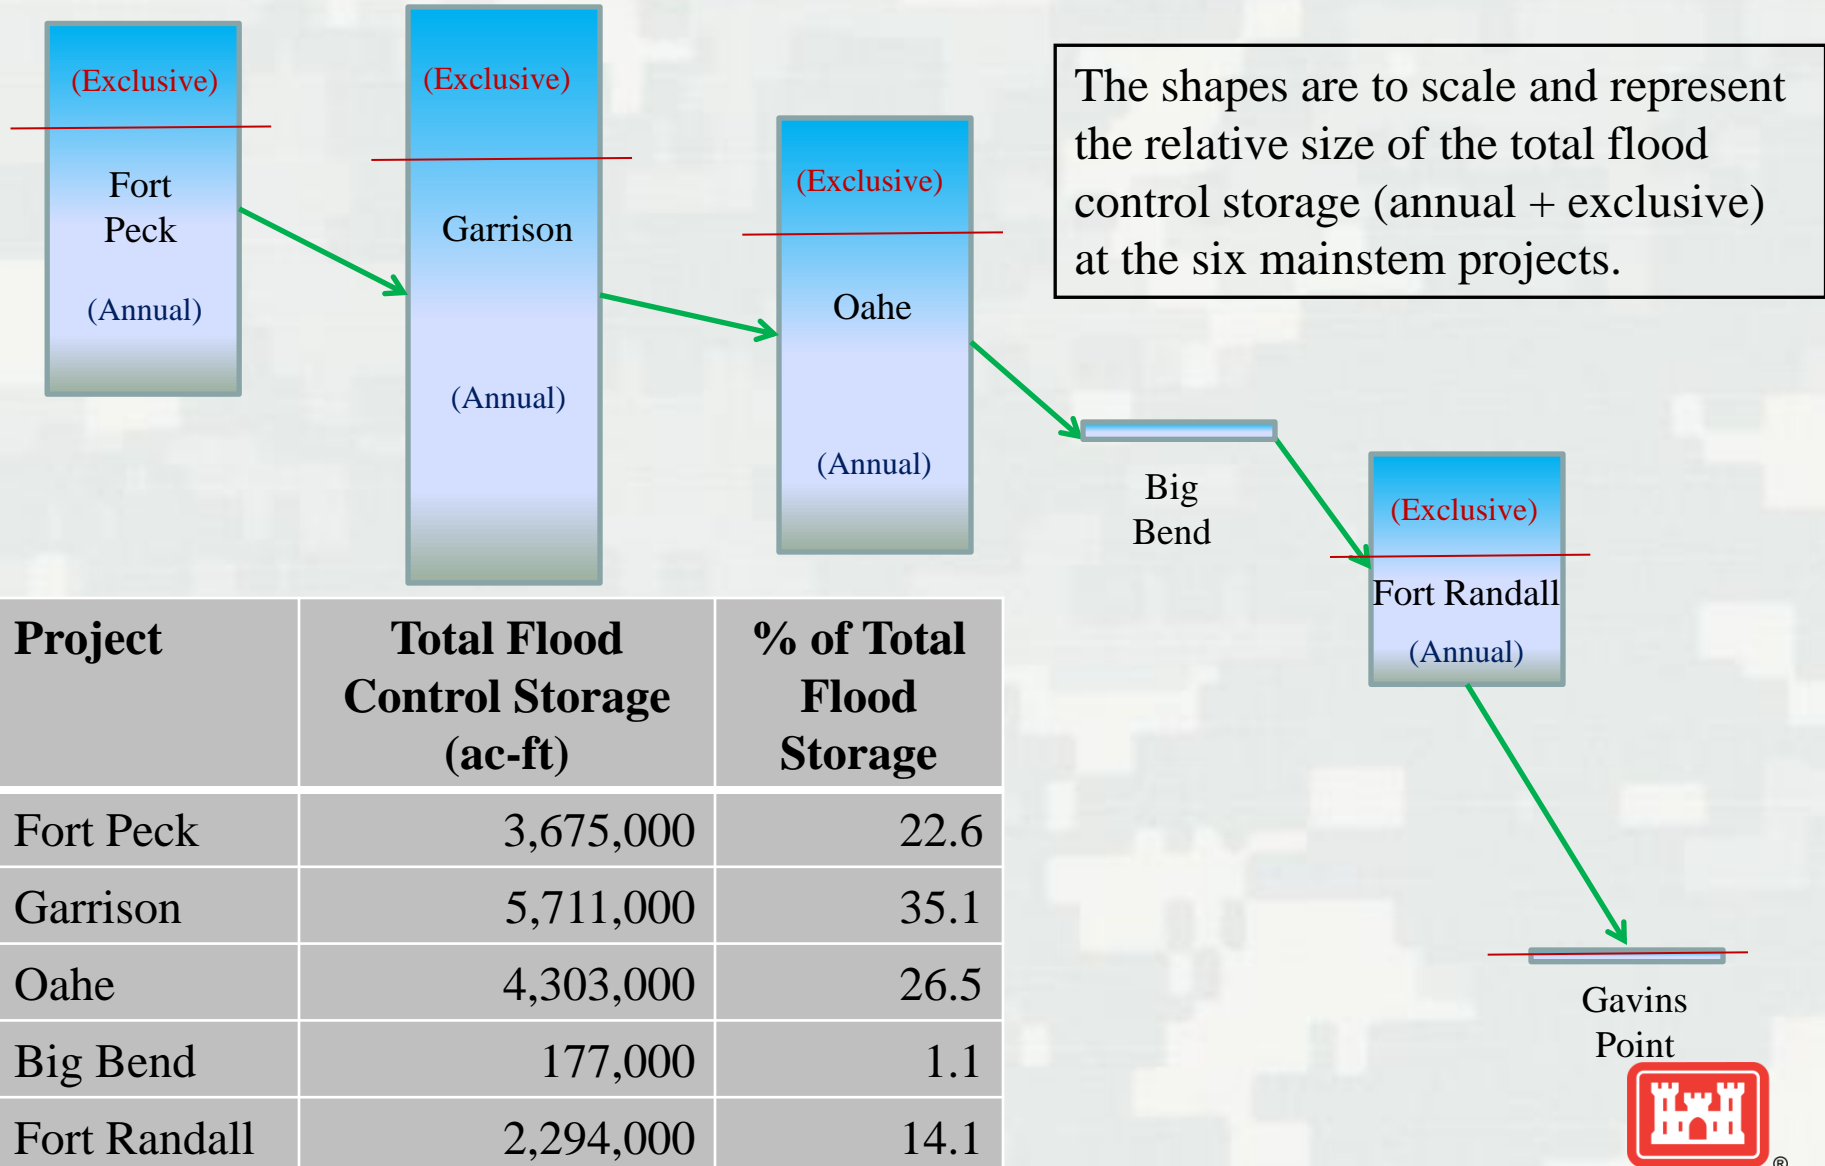 (Exclusive)
Fort
Peck
(Annual)
(Exclusive)
Garrison
(Annual)
(Exclusive)
Oahe
(Annual)
The shapes are to scale and represent
the relative size of the total flood
control storage (annual + exclusive)
at the six mainstem projects.
Big
Bend
(Exclusive)
Fort Randall
(Annual)
Gavins
Point
Project
Total Flood
Control Storage
(ac-ft)
% of Total
Flood
Storage
Fort Peck 3,675,000 22.6
Garrison 5,711,000 35.1
Oahe 4,303,000 26.5
Big Bend 177,000 1.1
Fort Randall 2,294,000 14.1
®